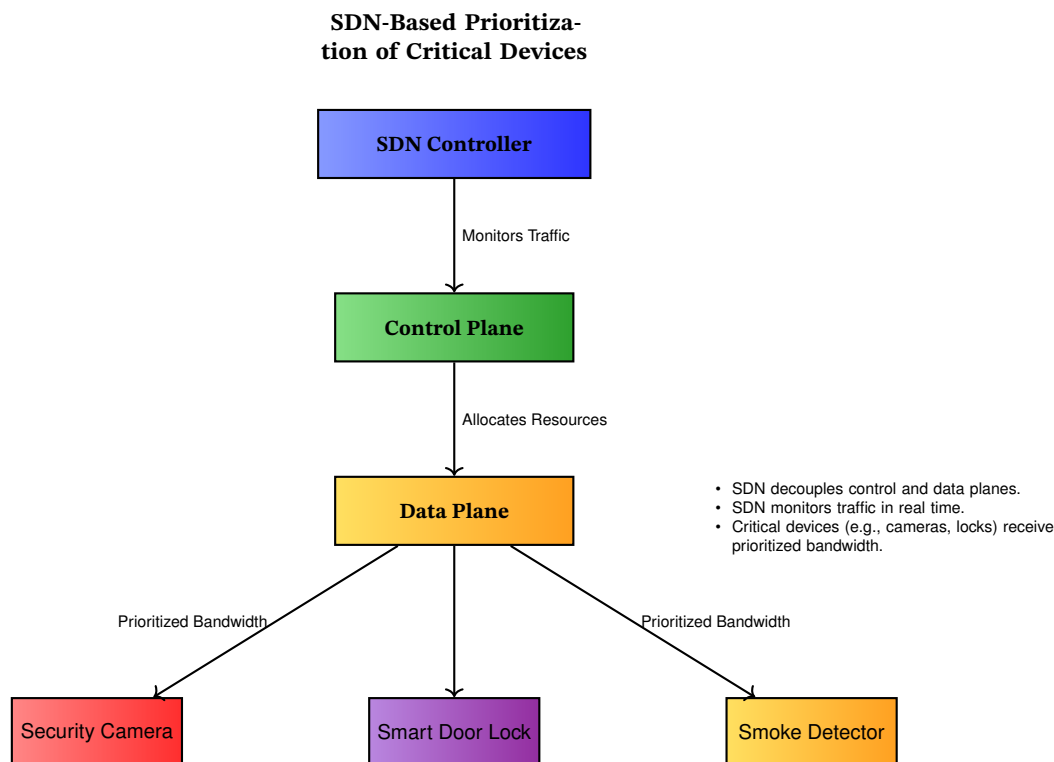 SDN-Based Prioritiza-
tion of Critical Devices
SDN Controller
Monitors Traffic
Control Plane
Allocates Resources
Data Plane
• SDN decouples control and data planes.
• SDN monitors traffic in real time.
• Critical devices (e.g., cameras, locks) receive
prioritized bandwidth.
Prioritized Bandwidth
Prioritized Bandwidth
Security Camera
Smart Door Lock
Smoke Detector